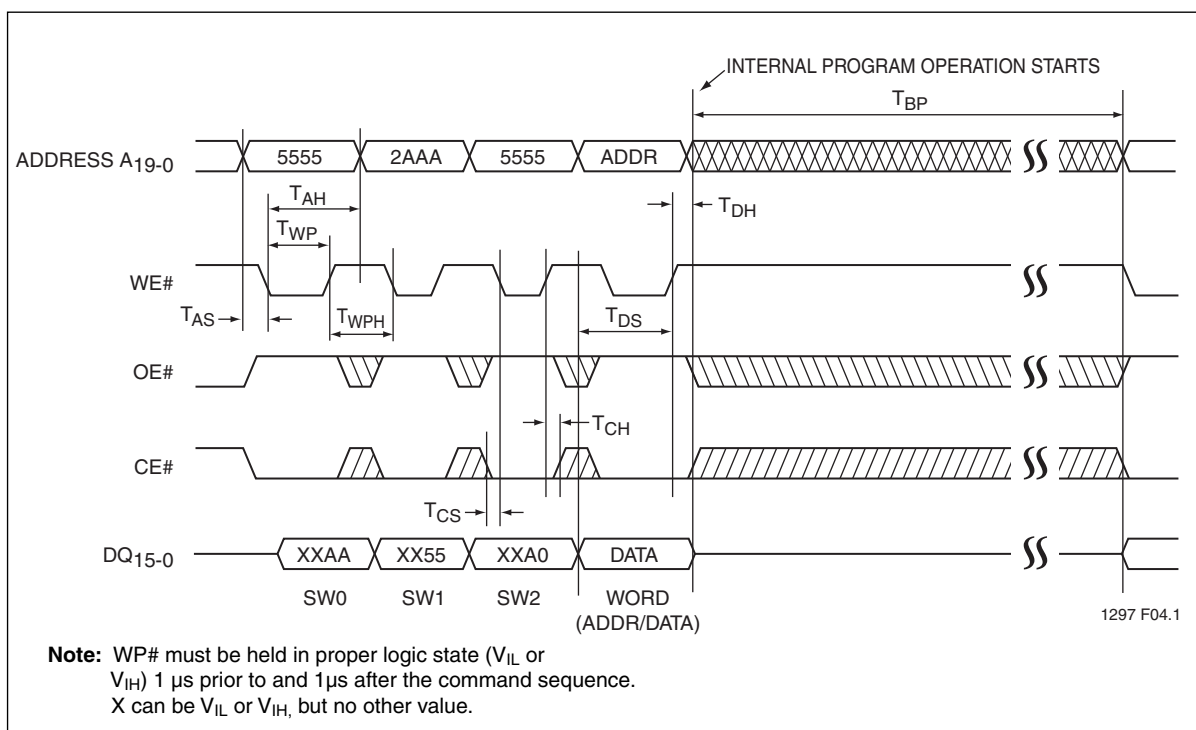 INTERNAL PROGRAM OPERATION STARTS
TBP
ADDRESS A19-0
5555 2AAA 5555 ADDR
TAH
TDH
TWP
WE#
TAS
TWPH
TDS
OE#
TCH
CE#
TCS
DQ15-0
XXAA XX55 XXA0 DATA
SW0 SW1 SW2 WORD
(ADDR/DATA)
1297 F04.1
Note: WP# must be held in proper logic state (VIL or
VIH) 1 µs prior to and 1µs after the command sequence.
X can be VIL or VIH, but no other value.